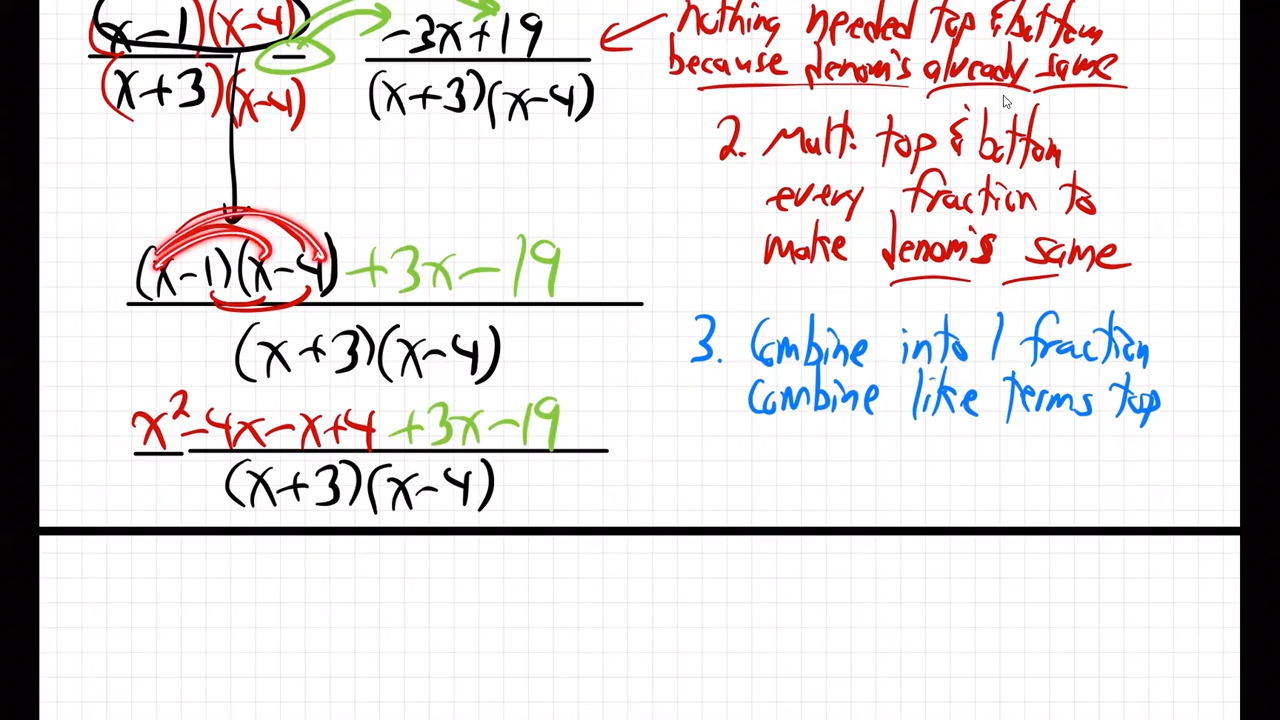 (x-1)(x-4)
(x+3)(x-4)
-
-3x+19
(x+3)(x-4)
nothing needed top & bottom
because denom's already same
2. Mult. top & bottom
every fraction to
make denom's same
(x-1)(x-4) +3x-19
(x+3)(x-4)
3. Combine into 1 fraction
combine like terms top
x²-4x-x+4 +3x-19
(x+3)(x-4)